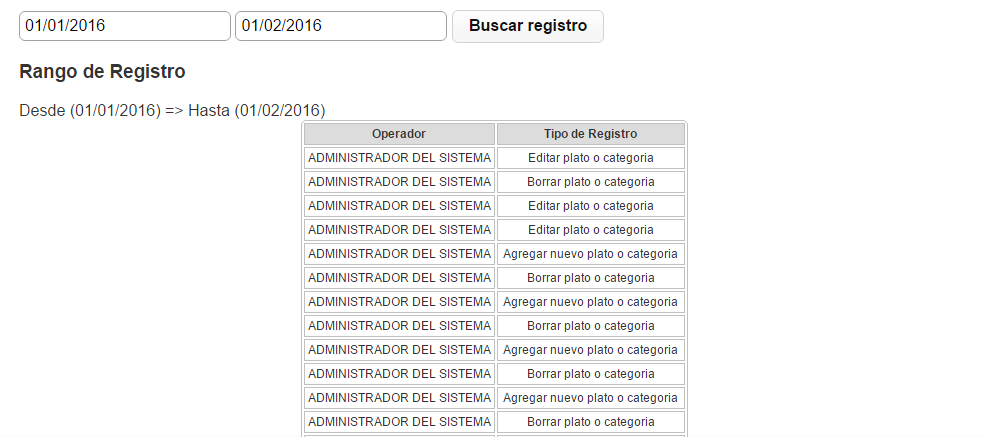 01/01/2016 01/02/2016 Buscar registro
Rango de Registro
Desde (01/01/2016) => Hasta (01/02/2016)
Operador Tipo de Registro
ADMINISTRADOR DEL SISTEMA Editar plato o categoria
ADMINISTRADOR DEL SISTEMA Borrar plato o categoria
ADMINISTRADOR DEL SISTEMA Editar plato o categoria
ADMINISTRADOR DEL SISTEMA Editar plato o categoria
ADMINISTRADOR DEL SISTEMA Agregar nuevo plato o categoria
ADMINISTRADOR DEL SISTEMA Borrar plato o categoria
ADMINISTRADOR DEL SISTEMA Agregar nuevo plato o categoria
ADMINISTRADOR DEL SISTEMA Borrar plato o categoria
ADMINISTRADOR DEL SISTEMA Agregar nuevo plato o categoria
ADMINISTRADOR DEL SISTEMA Borrar plato o categoria
ADMINISTRADOR DEL SISTEMA Agregar nuevo plato o categoria
ADMINISTRADOR DEL SISTEMA Borrar plato o categoria